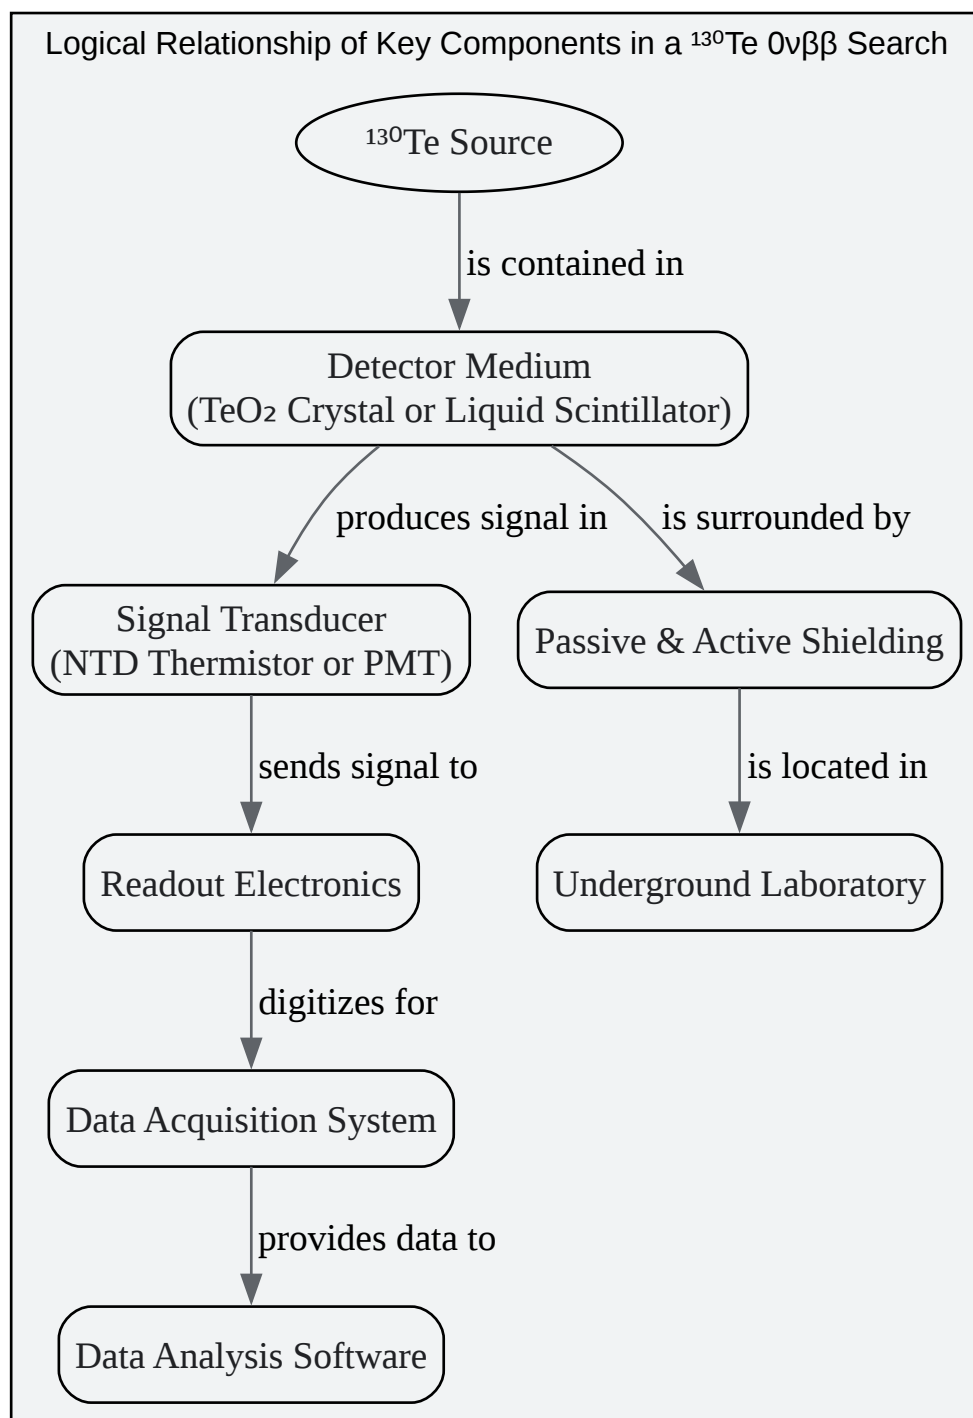 Logical Relationship of Key Components in a ¹³⁰Te 0νββ Search
¹³⁰Te Source
is contained in
Detector Medium
(TeO₂ Crystal or Liquid Scintillator)
produces signal in
is surrounded by
Signal Transducer
(NTD Thermistor or PMT)
Passive & Active Shielding
sends signal to
is located in
Readout Electronics
Underground Laboratory
digitizes for
Data Acquisition System
provides data to
Data Analysis Software